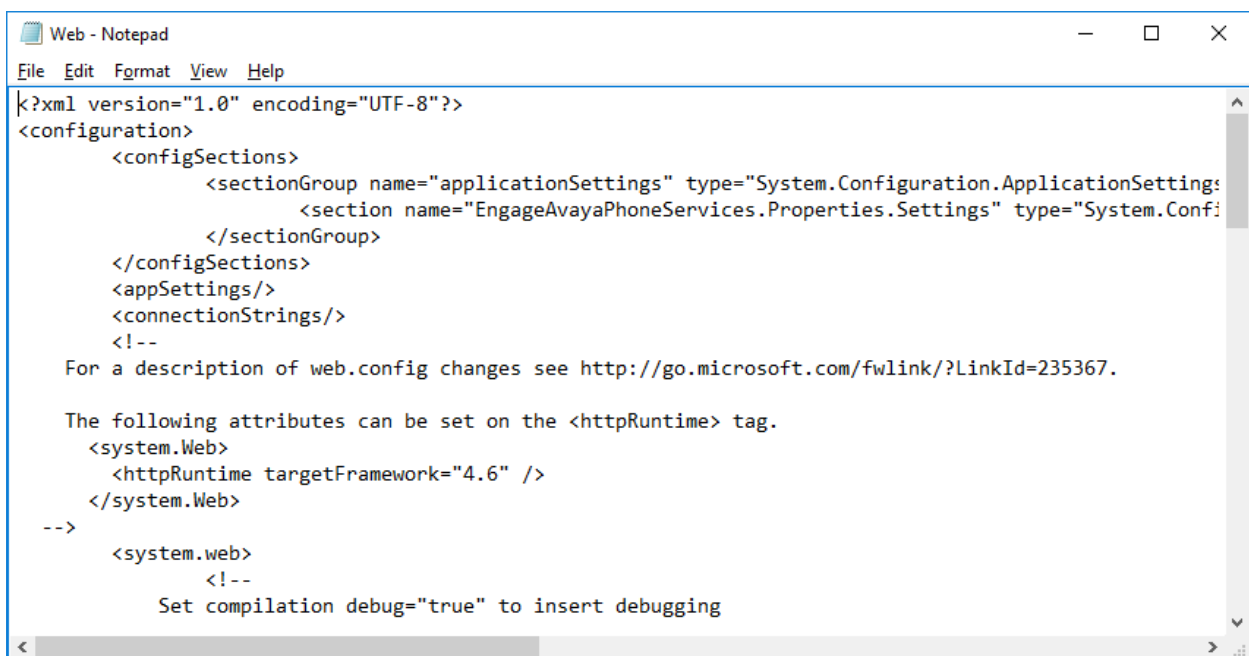 Web - Notepad
File Edit Format View Help
<?xml version="1.0" encoding="UTF-8"?>
<configuration>
        <configSections>
                <sectionGroup name="applicationSettings" type="System.Configuration.ApplicationSettings
                        <section name="EngageAvayaPhoneServices.Properties.Settings" type="System.Confi
                </sectionGroup>
        </configSections>
        <appSettings/>
        <connectionStrings/>
        <!--
    For a description of web.config changes see http://go.microsoft.com/fwlink/?LinkId=235367.

    The following attributes can be set on the <httpRuntime> tag.
      <system.Web>
        <httpRuntime targetFramework="4.6" />
      </system.Web>
  -->
        <system.web>
                <!--
            Set compilation debug="true" to insert debugging